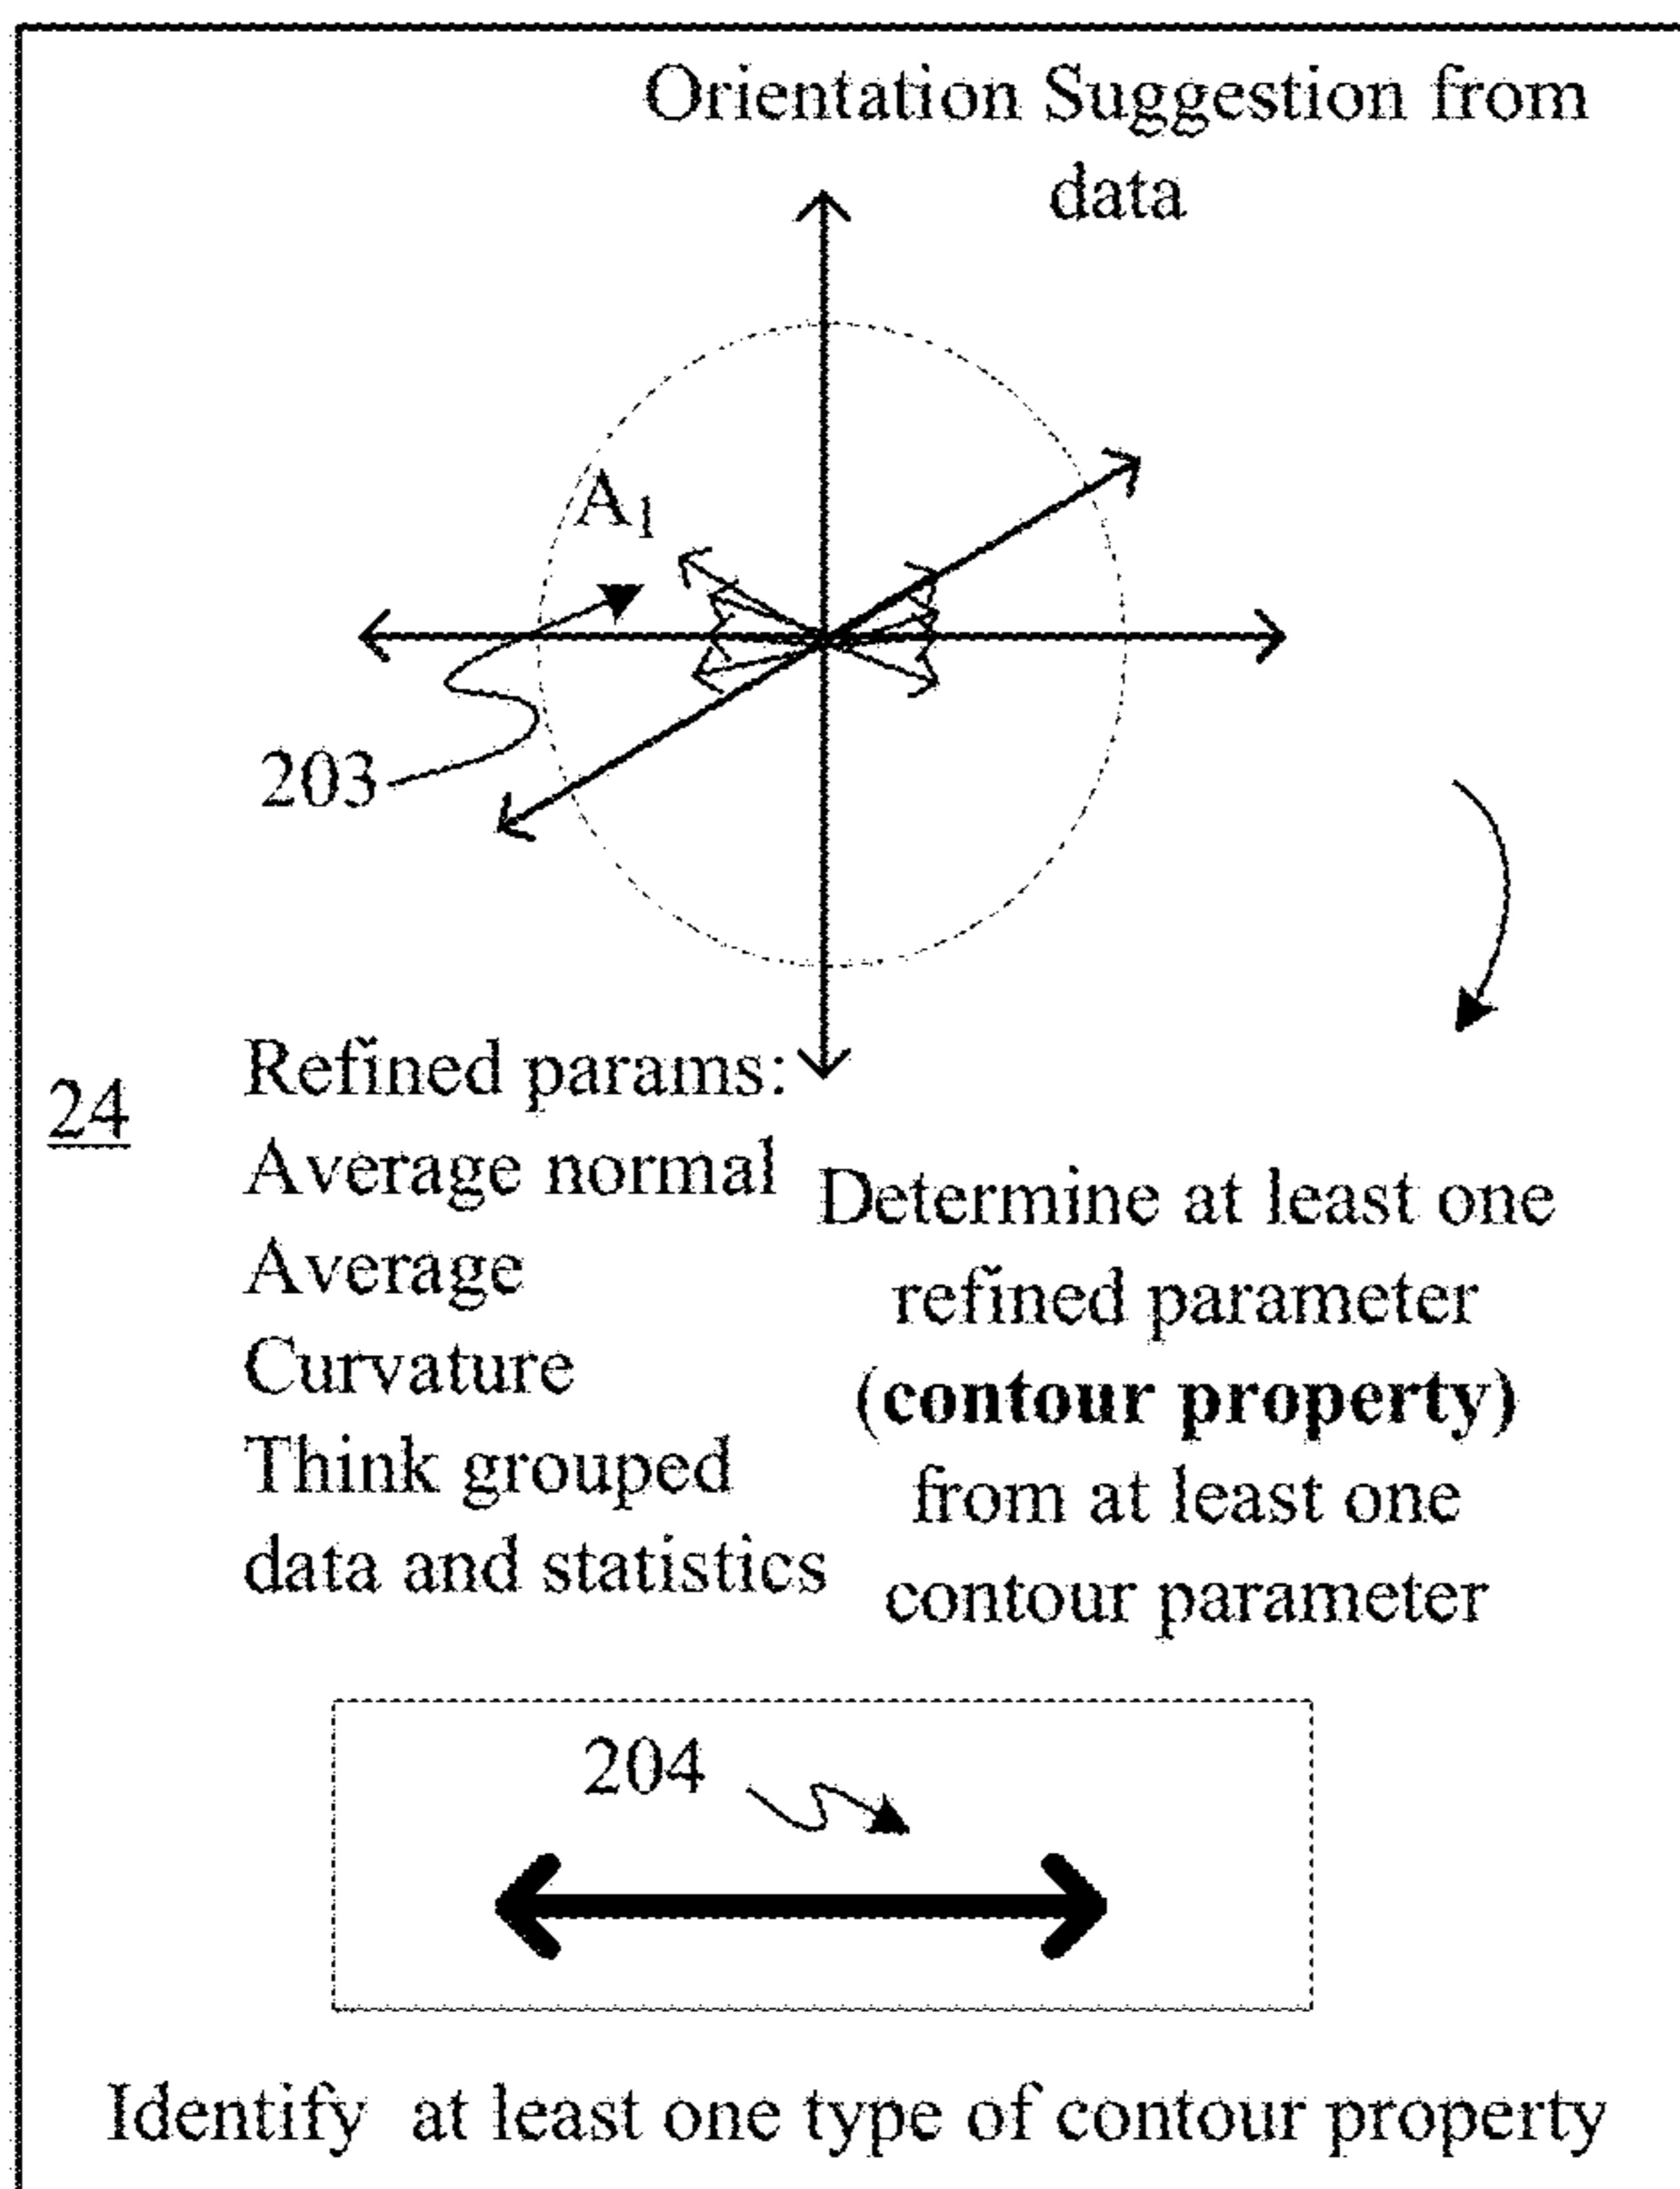 Orientation Suggestion from
data
A1
203
24
Refined params:
Average normal
Average
Curvature
Think grouped
data and statistics
Determine at least one
refined parameter
(contour property)
from at least one
contour parameter
204
Identify at least one type of contour property